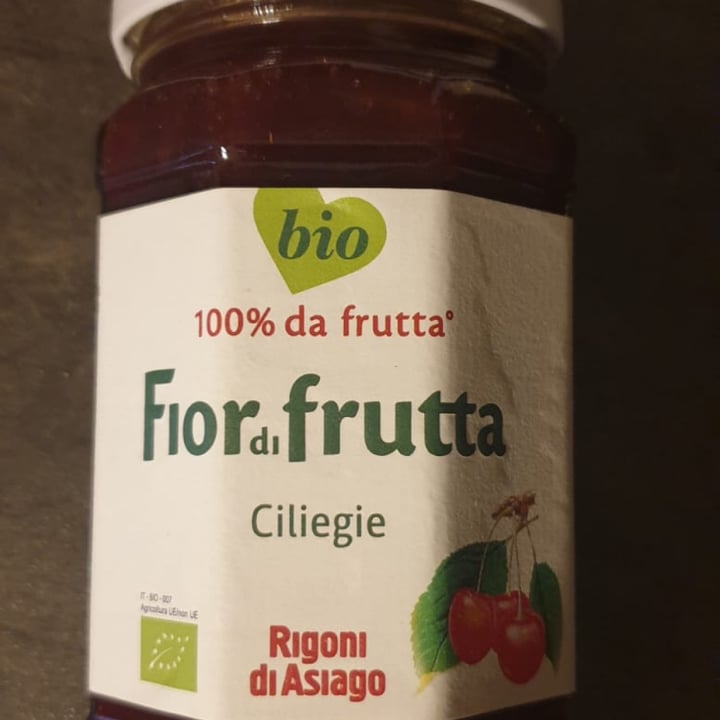 bio
100% da frutta°
Fior di frutta
Ciliegie
IT - BIO - 007
Agricoltura UE/non UE
Rigoni
di Asiago